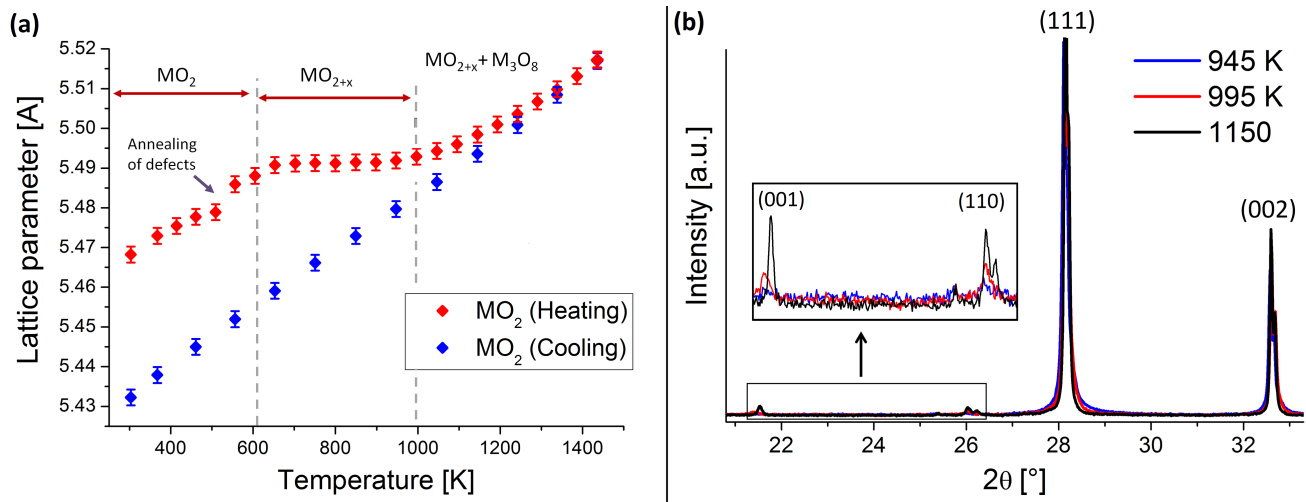 (a)
5.52
5.51
5.50
5.49
5.48
5.47
5.46
5.45
5.44
5.43
Lattice parameter [A]
MO2
MO2+x
MO2+x+ M3O8
Annealing
of defects
MO2 (Heating)
MO2 (Cooling)
400
600
800
1000
1200
1400
Temperature [K]
(b)
Intensity [a.u.]
(111)
945 K
995 K
1150
(001)
(110)
(002)
22
24
26
28
30
32
2θ [°]